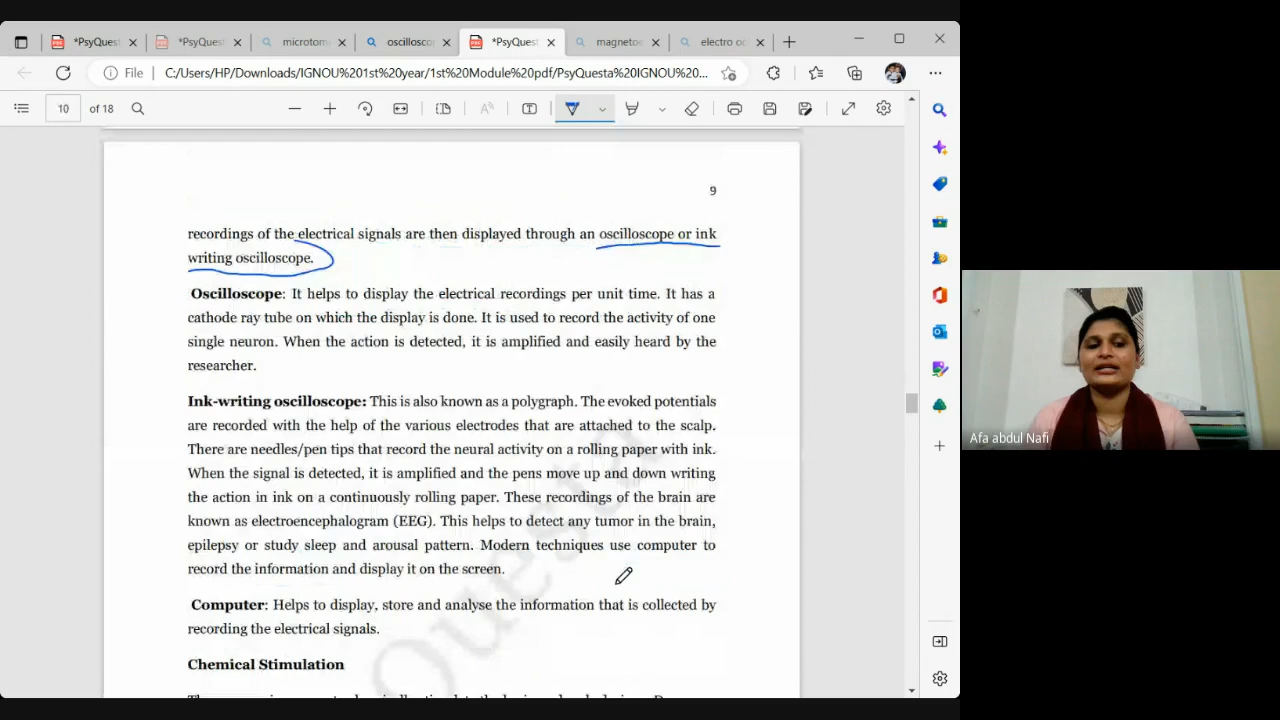 *PsyQuest
*PsyQuest
microtom
oscillosco
*PsyQuest
magnetoe
electro oc
File
C:/Users/HP/Downloads/IGNOU%201st%20year/1st%20Module%20pdf/PsyQuesta%20IGNOU%20...
10 of 18
9
recordings of the electrical signals are then displayed through an oscilloscope or ink
writing oscilloscope.
Oscilloscope: It helps to display the electrical recordings per unit time. It has a
cathode ray tube on which the display is done. It is used to record the activity of one
single neuron. When the action is detected, it is amplified and easily heard by the
researcher.
Ink-writing oscilloscope: This is also known as a polygraph. The evoked potentials
are recorded with the help of the various electrodes that are attached to the scalp.
There are needles/pen tips that record the neural activity on a rolling paper with ink.
When the signal is detected, it is amplified and the pens move up and down writing
the action in ink on a continuously rolling paper. These recordings of the brain are
known as electroencephalogram (EEG). This helps to detect any tumor in the brain,
epilepsy or study sleep and arousal pattern. Modern techniques use computer to
record the information and display it on the screen.
Computer: Helps to display, store and analyse the information that is collected by
recording the electrical signals.
Chemical Stimulation
Afa abdul Nafi